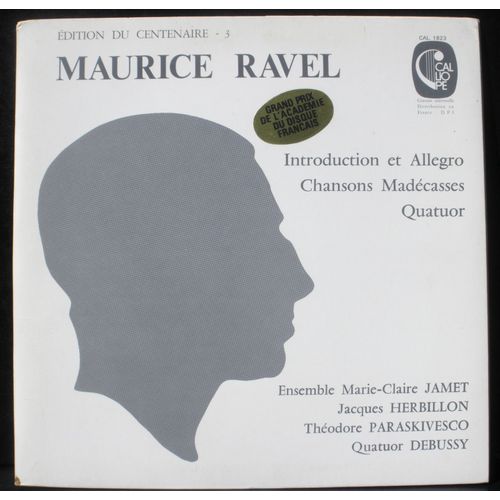 ÉDITION DU CENTENAIRE - 3
MAURICE RAVEL
CAL. 1823
CALLIOPE
GRAND PRIX
DE L'ACADÉMIE
DU DISQUE
FRANÇAIS
Introduction et Allegro
Chansons Madécasses
Quatuor
Ensemble Marie-Claire JAMET
Jacques HERBILLON
Théodore PARASKIVESCO
Quatuor DEBUSSY